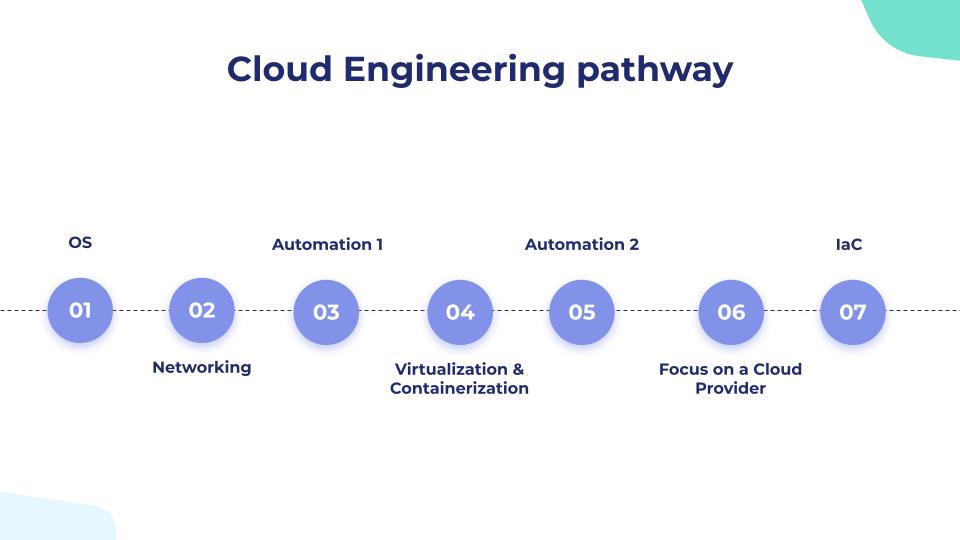 Cloud Engineering pathway
OS
Automation 1
Automation 2
IaC
01
02
03
04
05
06
07
Networking
Virtualization &
Containerization
Focus on a Cloud
Provider